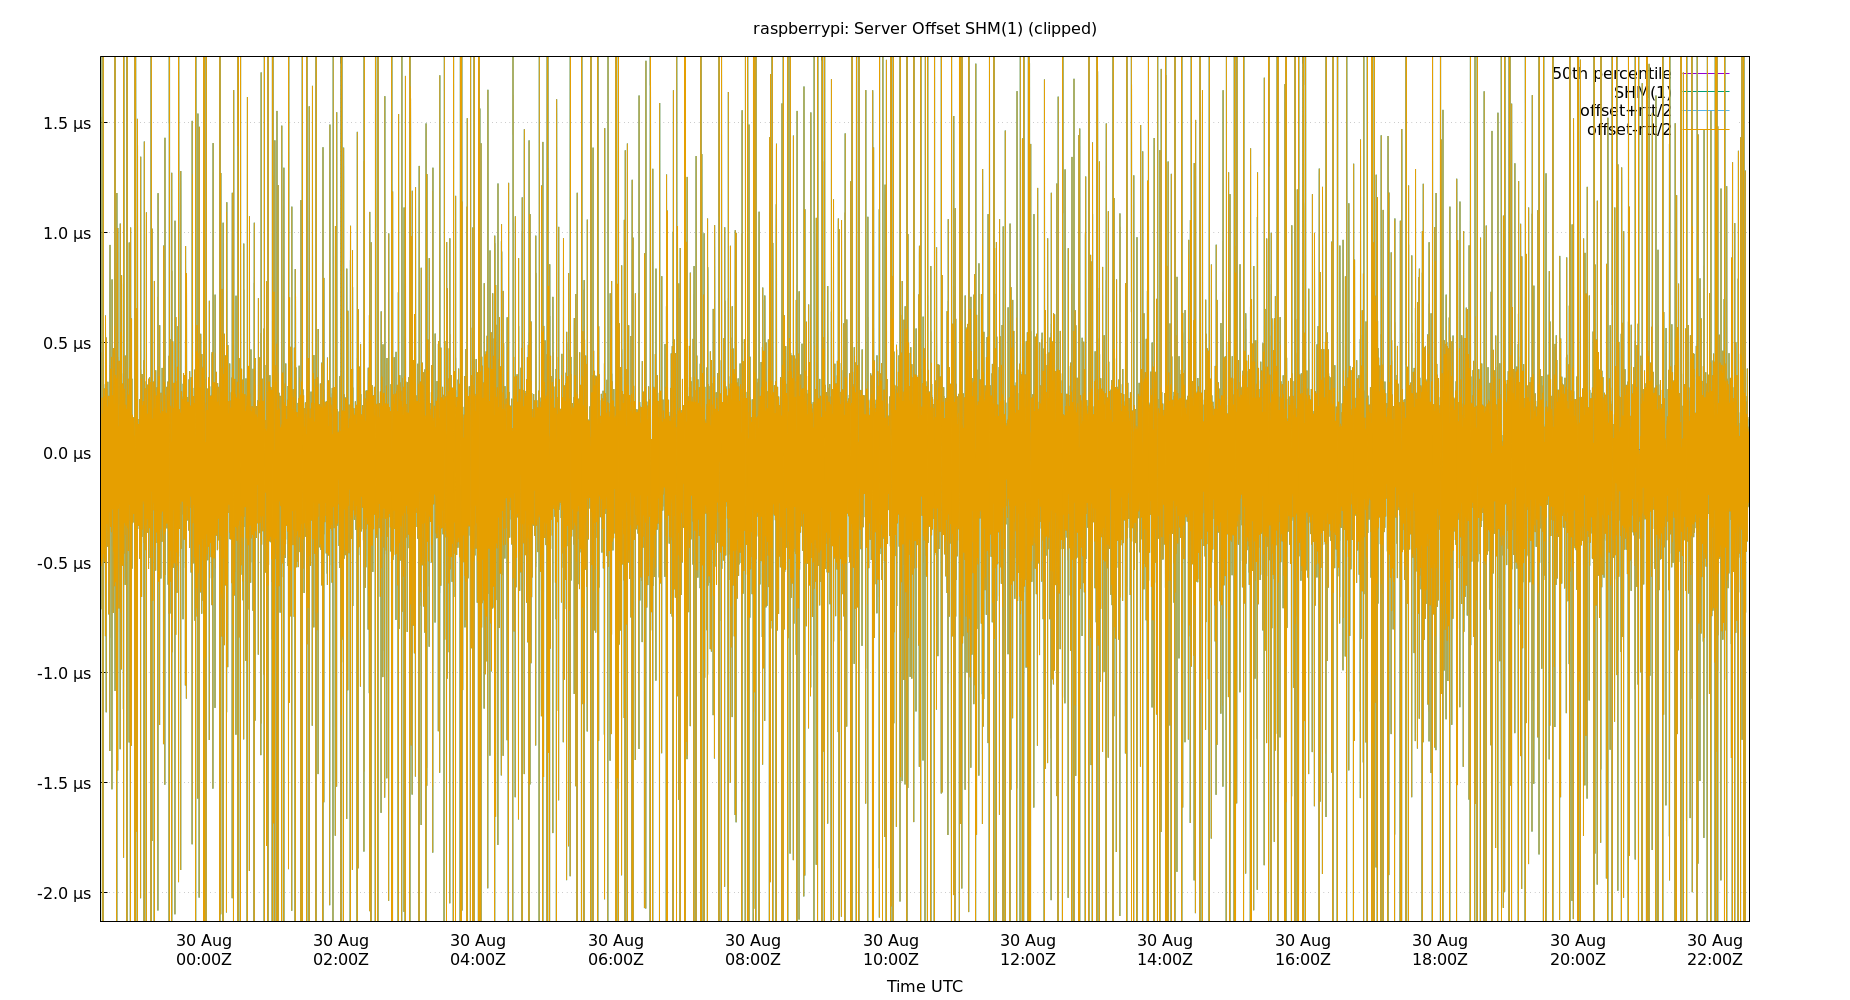 raspberrypi: Server Offset SHM(1) (clipped)
50th percentile
SHM(1)
offset+rtt/2
offset-rtt/2
1.5 µs
1.0 µs
0.5 µs
0.0 µs
-0.5 µs
-1.0 µs
-1.5 µs
-2.0 µs
30 Aug 30 Aug 30 Aug 30 Aug 30 Aug 30 Aug 30 Aug 30 Aug 30 Aug 30 Aug 30 Aug 30 Aug
00:00Z 02:00Z 04:00Z 06:00Z 08:00Z 10:00Z 12:00Z 14:00Z 16:00Z 18:00Z 20:00Z 22:00Z
Time UTC